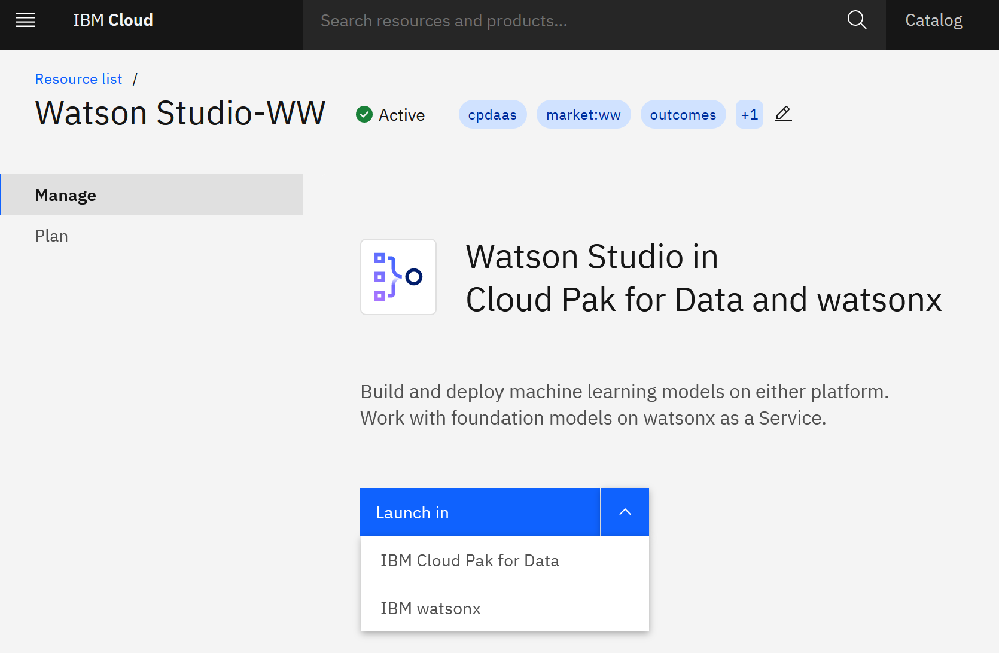 IBM Cloud
Search resources and products...
Catalog
Resource list /
Watson Studio-WW
Active
cpdaas
market:ww
outcomes
+1
Manage
Plan
Watson Studio in
Cloud Pak for Data and watsonx
Build and deploy machine learning models on either platform.
Work with foundation models on watsonx as a Service.
Launch in
IBM Cloud Pak for Data
IBM watsonx